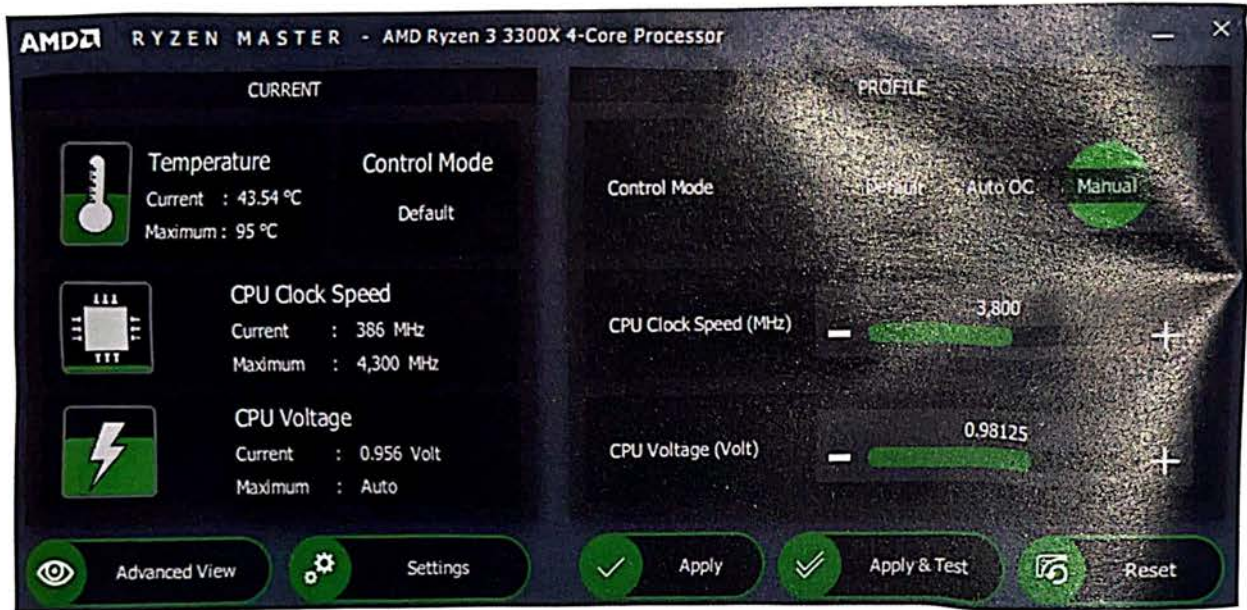 AMD RYZEN MASTER - AMD Ryzen 3 3300X 4-Core Processor
CURRENT
Temperature
Current : 43.54 °C
Maximum : 95 °C
Control Mode
Default
CPU Clock Speed
Current : 386 MHz
Maximum : 4,300 MHz
CPU Voltage
Current : 0.956 Volt
Maximum : Auto
Advanced View
Settings
PROFILE
Control Mode
Default Auto OC Manual
CPU Clock Speed (MHz)
3,800
CPU Voltage (Volt)
0.98125
Apply
Apply & Test
Reset